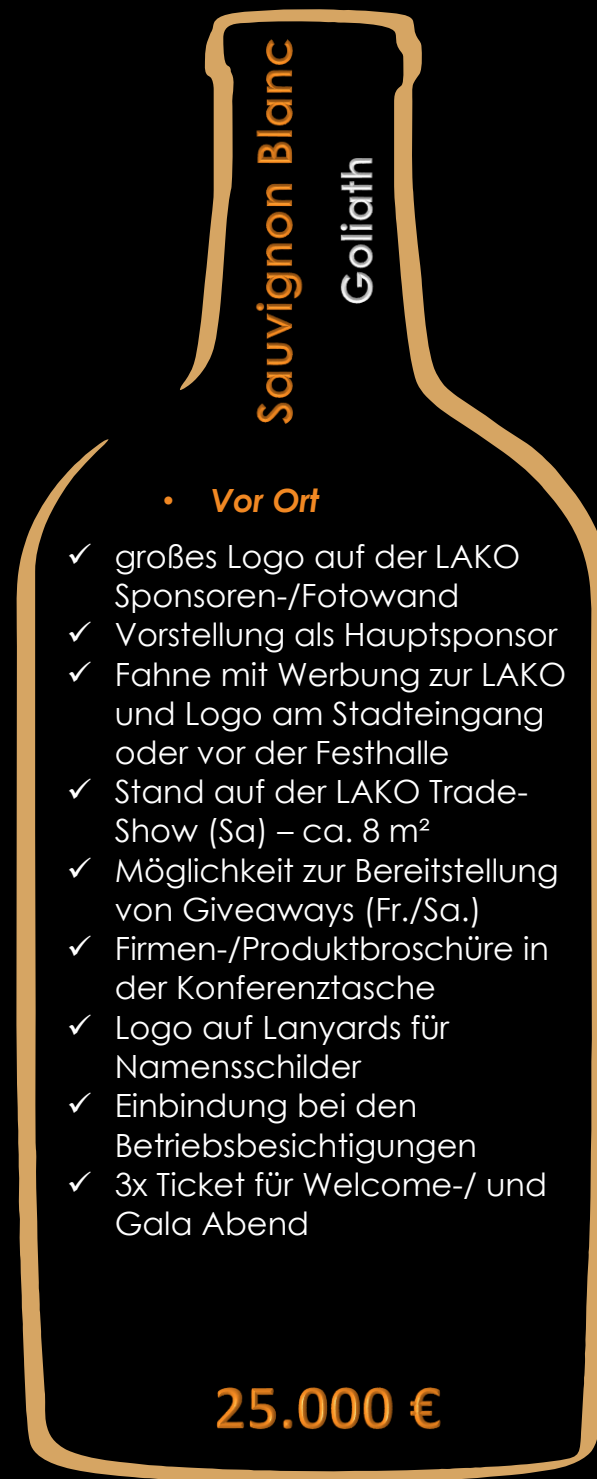 Sauvignon Blanc
Goliath
• Vor Ort
✓ großes Logo auf der LAKO
Sponsoren-/Fotowand
✓ Vorstellung als Hauptsponsor
✓ Fahne mit Werbung zur LAKO
und Logo am Stadteingang
oder vor der Festhalle
✓ Stand auf der LAKO Trade-
Show (Sa) – ca. 8 m²
✓ Möglichkeit zur Bereitstellung
von Giveaways (Fr./Sa.)
✓ Firmen-/Produktbroschüre in
der Konferenztasche
✓ Logo auf Lanyards für
Namensschilder
✓ Einbindung bei den
Betriebsbesichtigungen
✓ 3x Ticket für Welcome-/ und
Gala Abend
25.000 €